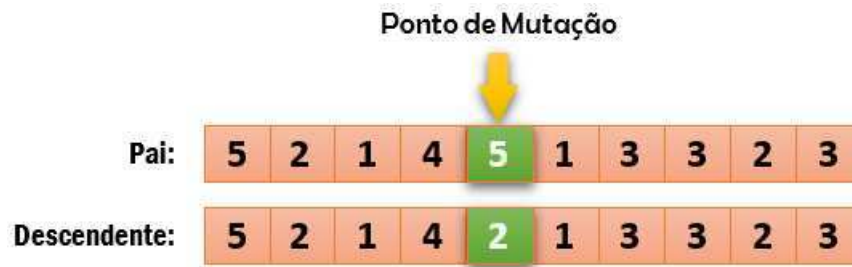 Ponto de Mutação
Pai: 5 2 1 4 5 1 3 3 2 3
Descendente: 5 2 1 4 2 1 3 3 2 3